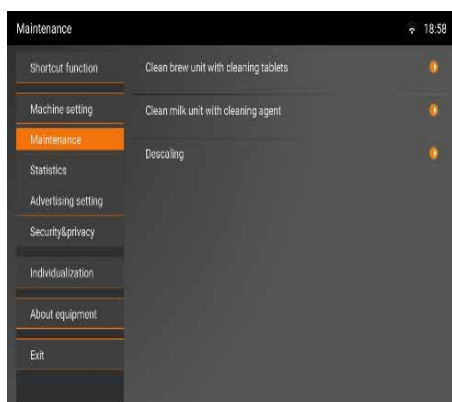 Maintenance 18:58
Shortcut function
Clean brew unit with cleaning tablets
Machine setting
Clean milk unit with cleaning agent
Maintenance
Descaling
Statistics
Advertising setting
Security&privacy
Individualization
About equipment
Exit